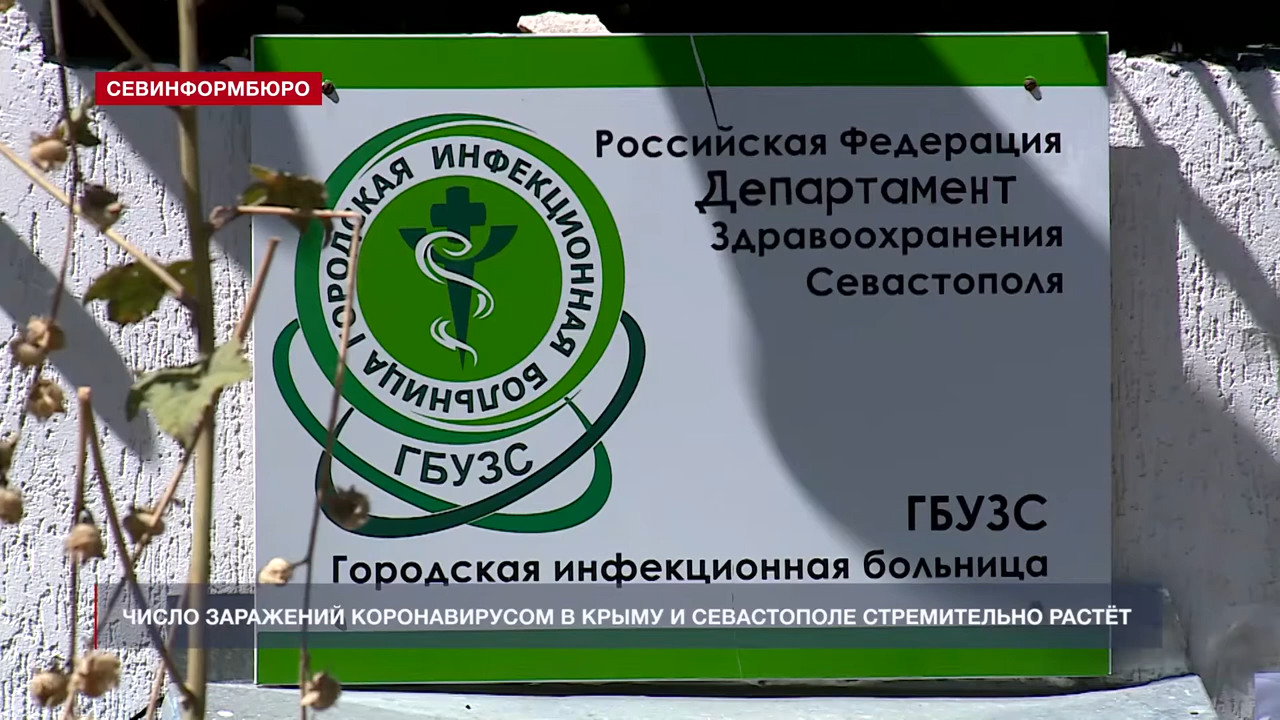 СЕВИНФОРМБЮРО
Российская Федерация
Департамент
Здравоохранения
Севастополя
ГОРОДСКАЯ ИНФЕКЦИОННАЯ БОЛЬНИЦА
ГБУЗС
ГБУЗС
Городская инфекционная больница
ЧИСЛО ЗАРАЖЕНИЙ КОРОНАВИРУСОМ В КРЫМУ И СЕВАСТОПОЛЕ СТРЕМИТЕЛЬНО РАСТЁТ